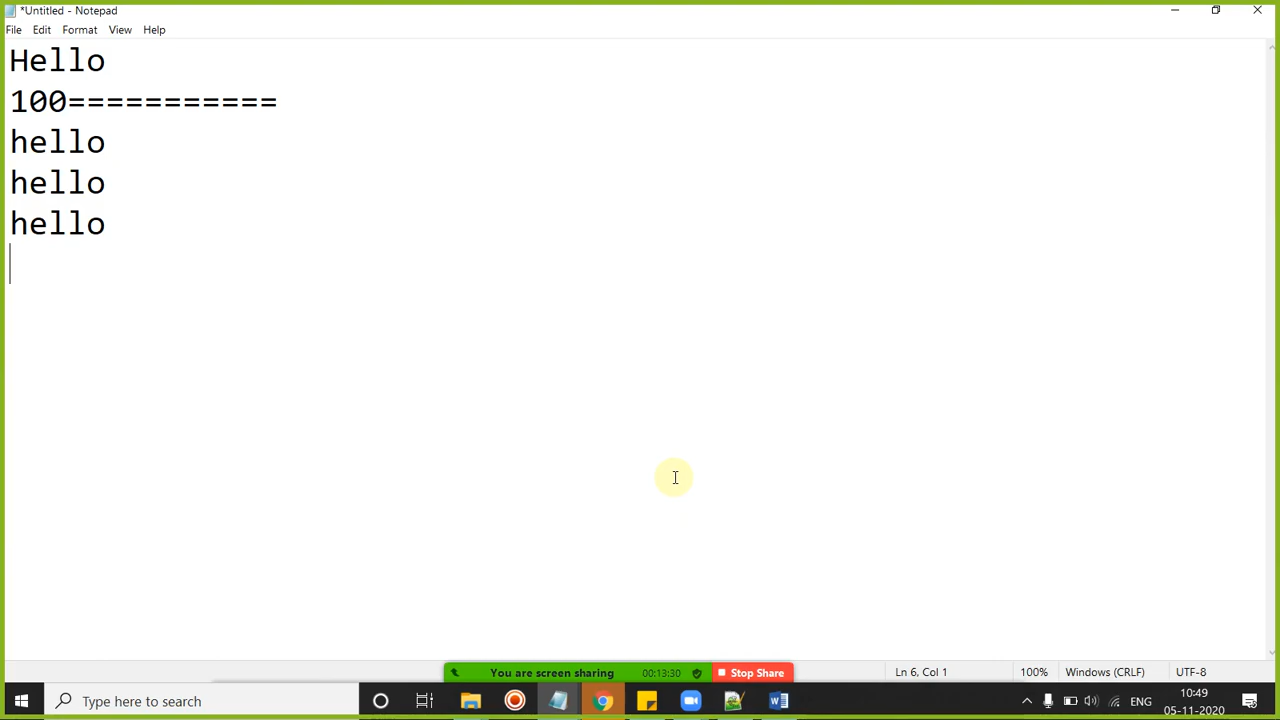 *Untitled - Notepad
File Edit Format View Help
Hello
100===========
hello
hello
hello
You are screen sharing 00:13:30 Stop Share
Ln 6, Col 1 100% Windows (CRLF) UTF-8
Type here to search
W
ENG
10:49
05-11-2020